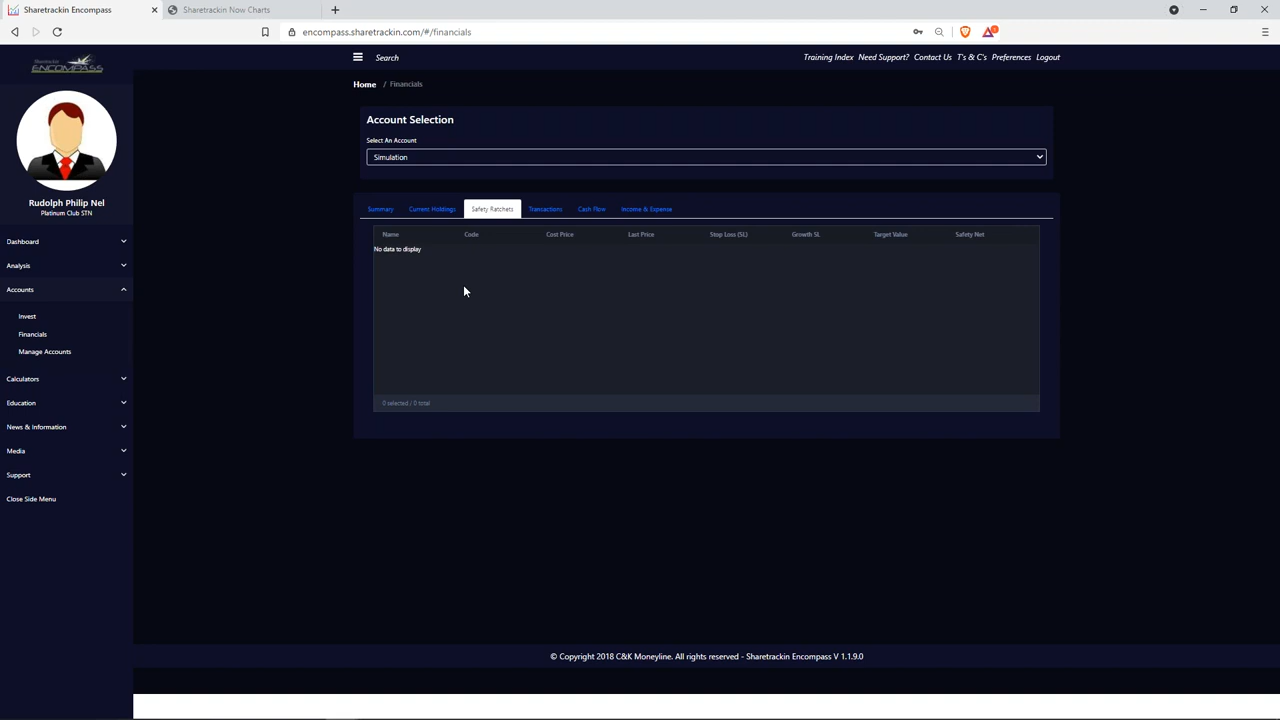 Sharetrackin Encompass
Sharetrackin Now Charts
encompass.sharetrackin.com/#/financials
Sharetrackin
ENCOMPASS
Search
Training Index Need Support? Contact Us T's & C's Preferences Logout
Home / Financials
Account Selection
Select An Account
Simulation
Rudolph Philip Nel
Platinum Club STN
Dashboard
Analysis
Accounts
Invest
Financials
Manage Accounts
Calculators
Education
News & Information
Media
Support
Close Side Menu
Summary Current Holdings Safety Ratchets Transactions Cash Flow Income & Expense
Name Code Cost Price Last Price Stop Loss (SL) Growth SL Target Value Safety Net
No data to display
0 selected / 0 total
© Copyright 2018 C&K Moneyline. All rights reserved - Sharetrackin Encompass V 1.1.9.0